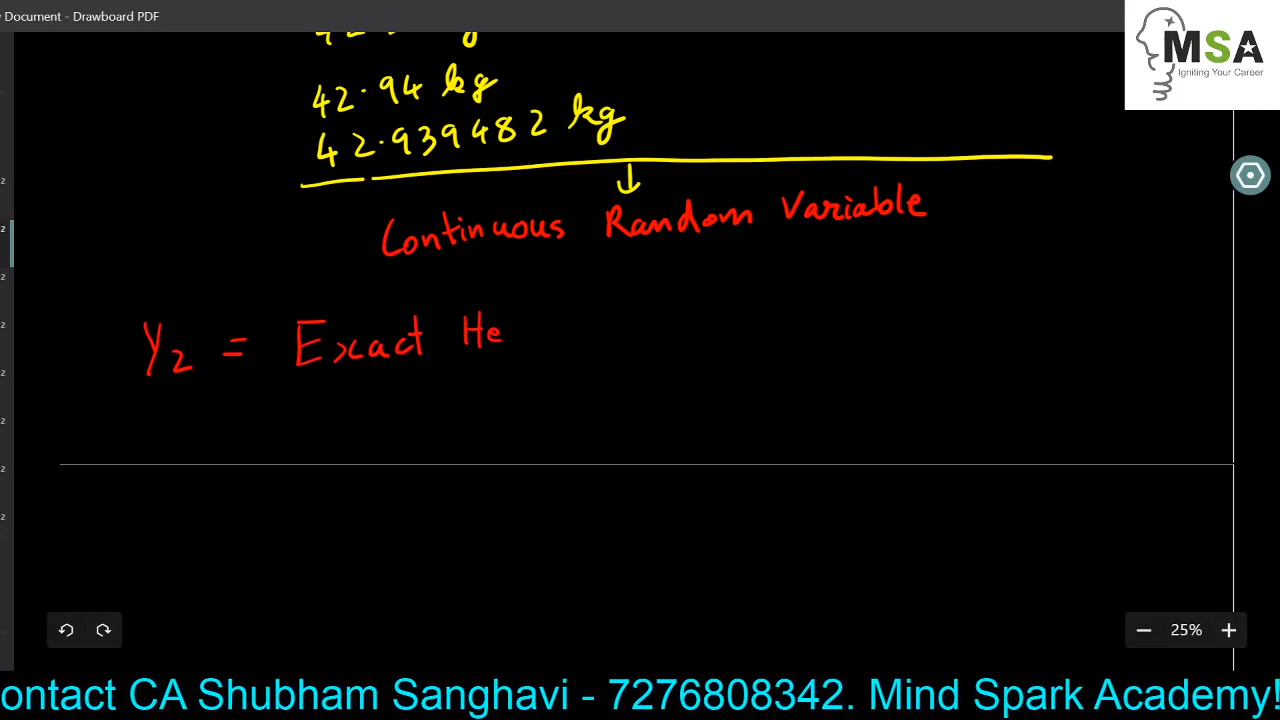 Document - Drawboard PDF
MSA
Igniting Your Career
42.94 kg
42.939482 kg
Continuous Random Variable
Y2 = Exact He
25%
ontact CA Shubham Sanghavi - 7276808342. Mind Spark Academy!